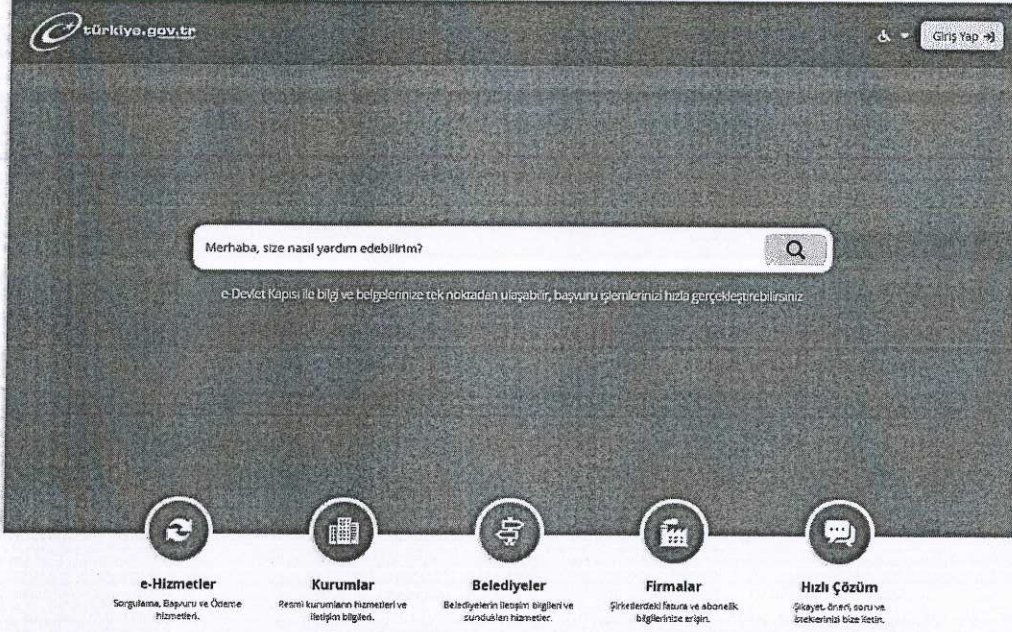 türkiye.gov.tr
Giriş Yap
Merhaba, size nasıl yardım edebilirim?
e-Devlet Kapısı ile bilgi ve belgelerinize tek noktadan ulaşabilir, başvuru işlemlerinizi hızla gerçekleştirebilirsiniz
e-Hizmetler
Kurumlar
Belediyeler
Firmalar
Hızlı Çözüm
Sorgulama, Başvuru ve Ödeme
hizmetleri.
Resmi kurumların hizmetleri ve
iletişim bilgileri.
Belediyelerin iletişim bilgileri ve
sundukları hizmetler.
Şirketlerdeki fatura ve abonelik
bilgilerinize erişin.
Şikayet, öneri, soru ve
isteklerinizi bize iletin.